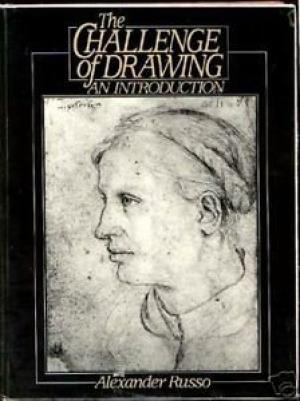 The
CHALLENGE
of DRAWING
AN INTRODUCTION
Alexander Russo